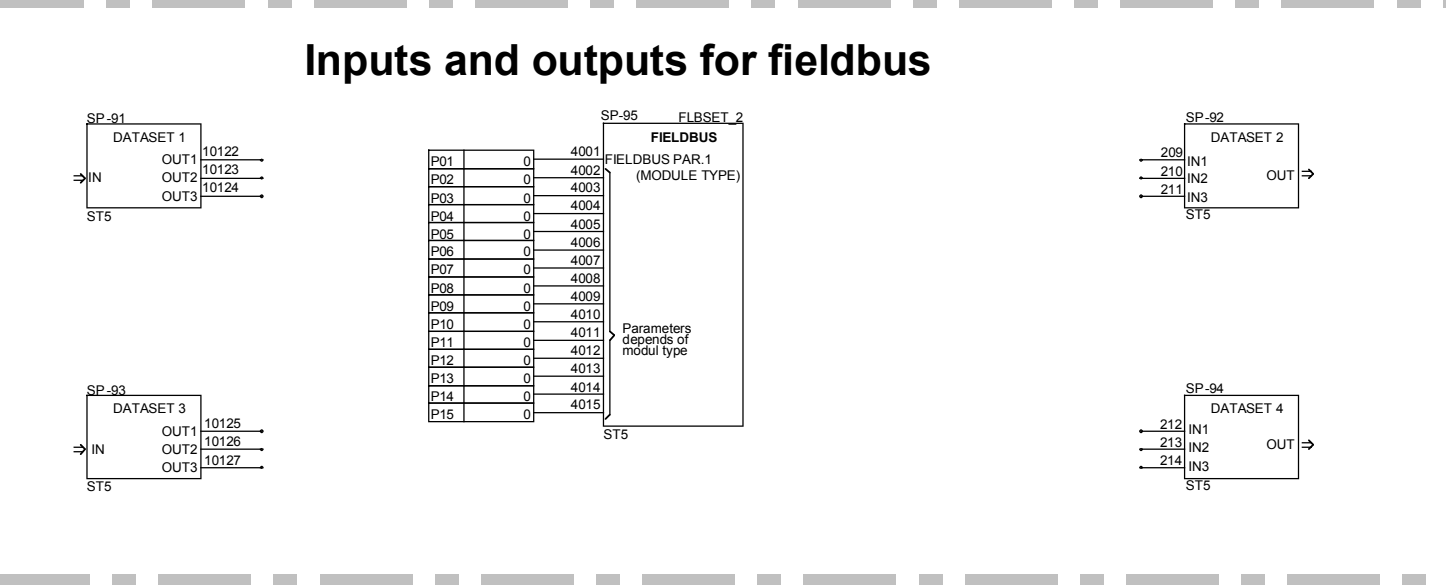 Inputs and outputs for fieldbus
SP-91
DATASET 1
OUT1 10122
IN OUT2 10123
OUT3 10124
ST5
SP-95 FLBSET_2
FIELDBUS
P01 0 4001 FIELDBUS PAR.1
P02 0 4002 (MODULE TYPE)
P03 0 4003
P04 0 4004
P05 0 4005
P06 0 4006
P07 0 4007
P08 0 4008
P09 0 4009
P10 0 4010
P11 0 4011
P12 0 4012
P13 0 4013
P14 0 4014
P15 0 4015
Parameters
depends of
modul type
ST5
SP-92
DATASET 2
209 IN1
210 IN2 OUT
211 IN3
ST5
SP-93
DATASET 3
OUT1 10125
IN OUT2 10126
OUT3 10127
ST5
SP-94
DATASET 4
212 IN1
213 IN2 OUT
214 IN3
ST5